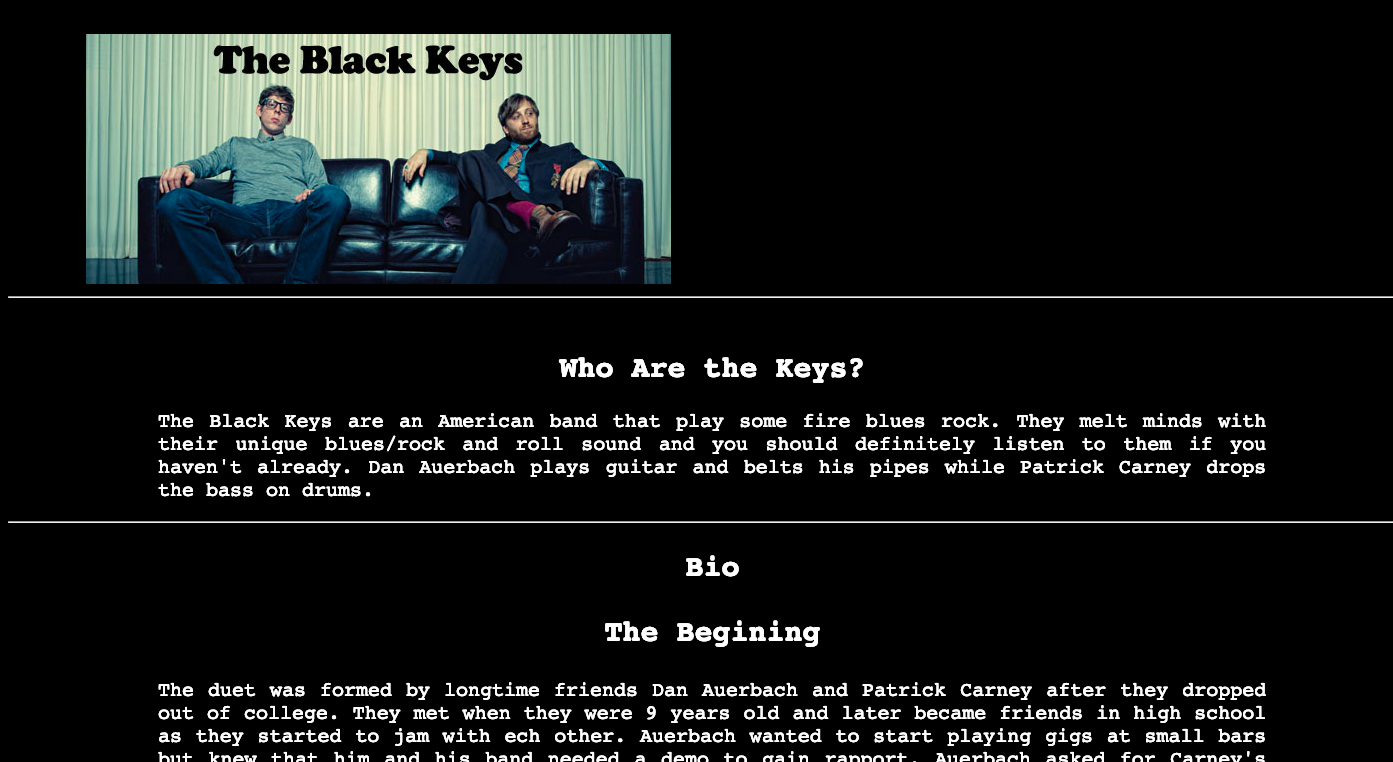 The Black Keys
Who Are the Keys?
The Black Keys are an American band that play some fire blues rock. They melt minds with
their unique blues/rock and roll sound and you should definitely listen to them if you
haven't already. Dan Auerbach plays guitar and belts his pipes while Patrick Carney drops
the bass on drums.
Bio
The Begining
The duet was formed by longtime friends Dan Auerbach and Patrick Carney after they dropped
out of college. They met when they were 9 years old and later became friends in high school
as they started to jam with ech other. Auerbach wanted to start playing gigs at small bars
but knew that him and his band needed a demo to gain rapport. Auerbach asked for Carney's